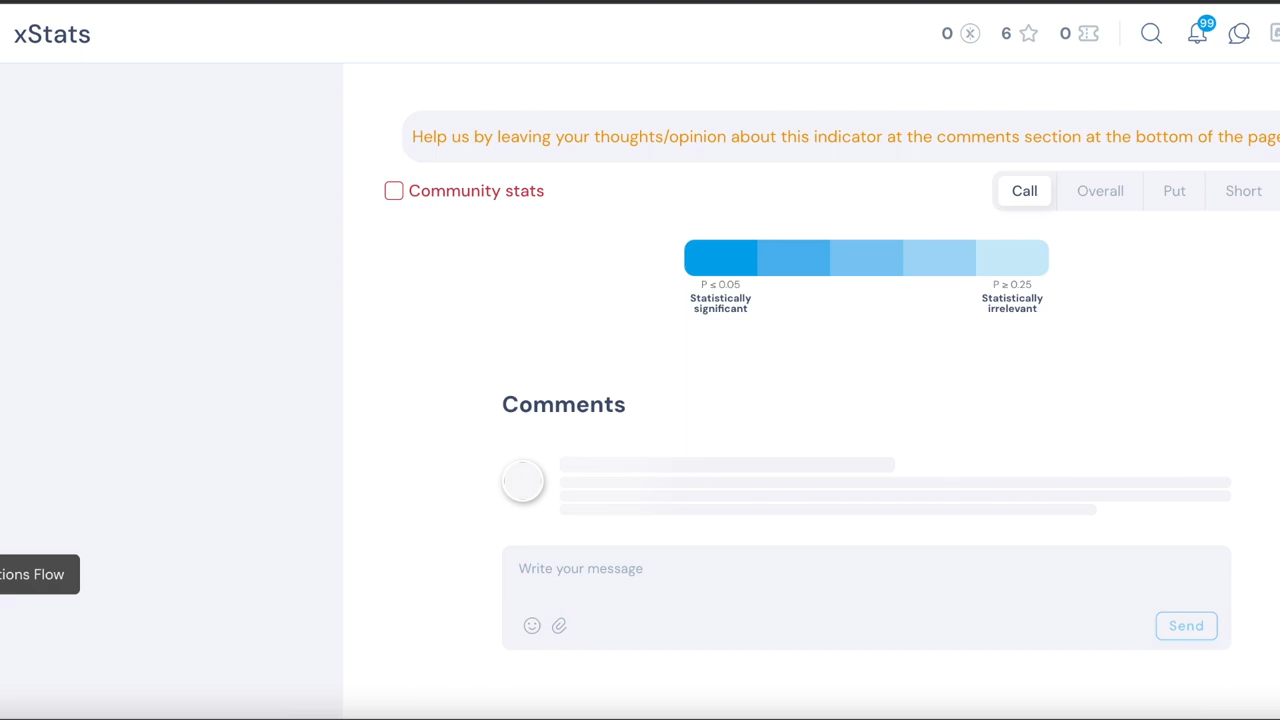 xStats
0 6 0 99
Help us by leaving your thoughts/opinion about this indicator at the comments section at the bottom of the page
Community stats
Call Overall Put Short
P ≤ 0.05 P ≥ 0.25
Statistically significant Statistically irrelevant
Comments
tions Flow
Write your message
Send